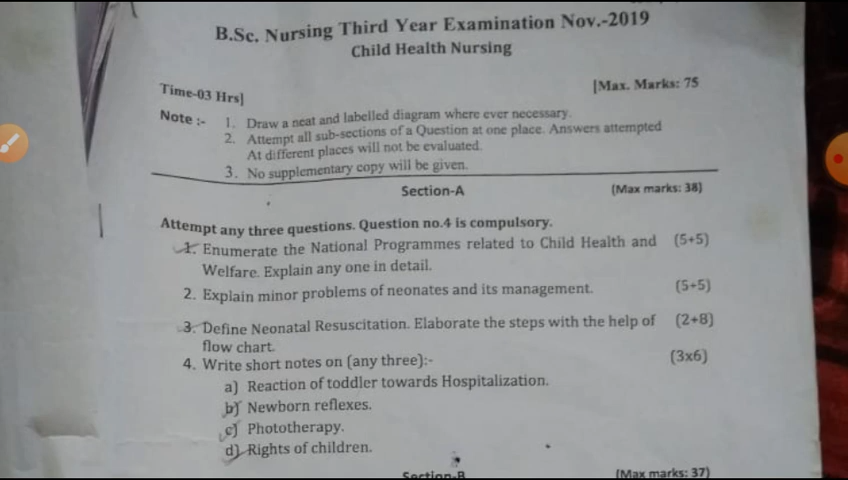 B.Sc. Nursing Third Year Examination Nov.-2019
Child Health Nursing
Time-03 Hrs] [Max. Marks: 75
Note :- 1. Draw a neat and labelled diagram where ever necessary.
2. Attempt all sub-sections of a Question at one place. Answers attempted
At different places will not be evaluated.
3. No supplementary copy will be given.
Section-A (Max marks: 38)
Attempt any three questions. Question no.4 is compulsory.
1. Enumerate the National Programmes related to Child Health and (5+5)
Welfare. Explain any one in detail.
2. Explain minor problems of neonates and its management. (5+5)
3. Define Neonatal Resuscitation. Elaborate the steps with the help of (2+8)
flow chart.
4. Write short notes on (any three):- (3x6)
a) Reaction of toddler towards Hospitalization.
b) Newborn reflexes.
c) Phototherapy.
d) Rights of children.
Section-B (Max marks: 37)